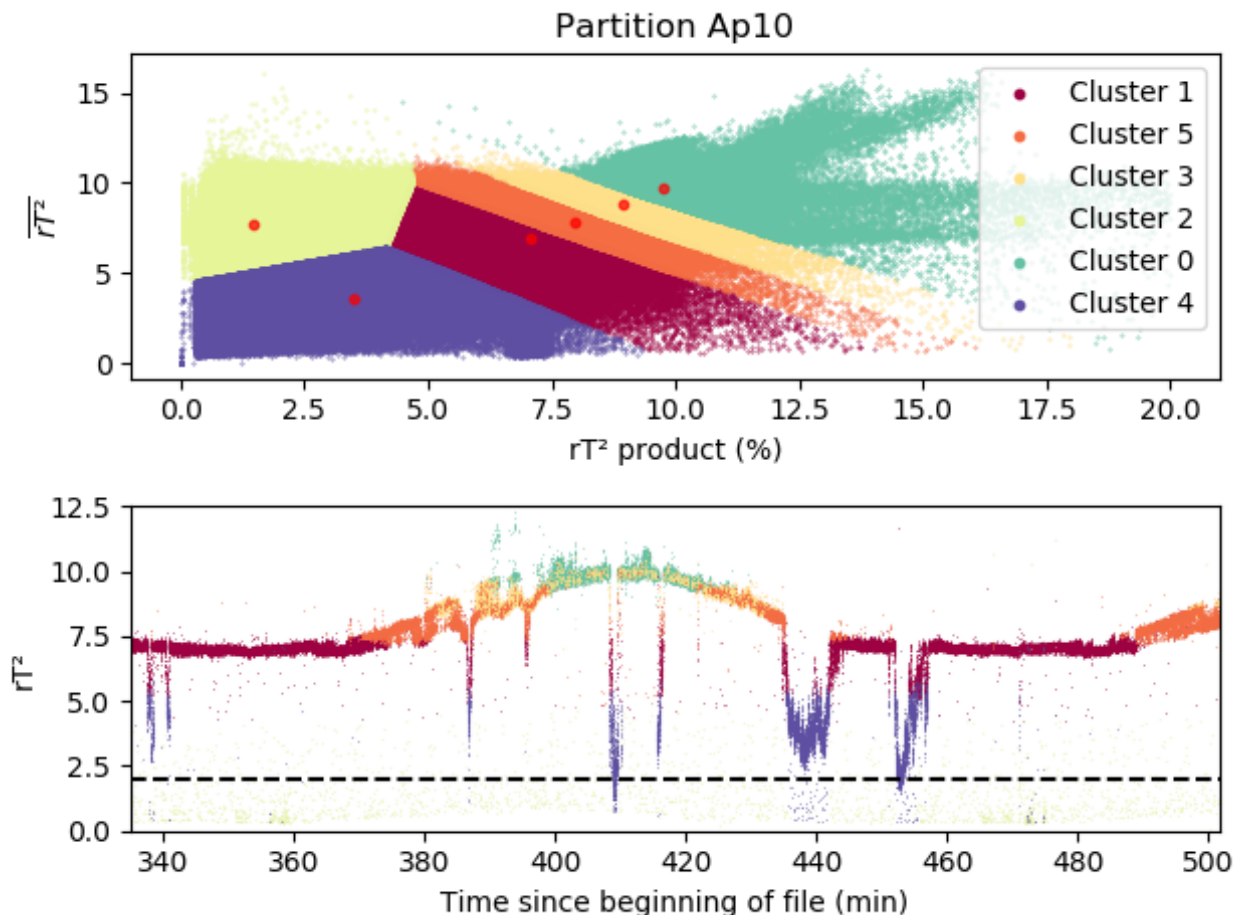 Partition Ap10
15
10
5
0
rT²
Cluster 1
Cluster 5
Cluster 3
Cluster 2
Cluster 0
Cluster 4
0.0 2.5 5.0 7.5 10.0 12.5 15.0 17.5 20.0
rT² product (%)
12.5
10.0
7.5
5.0
2.5
0.0
rT²
340 360 380 400 420 440 460 480 500
Time since beginning of file (min)